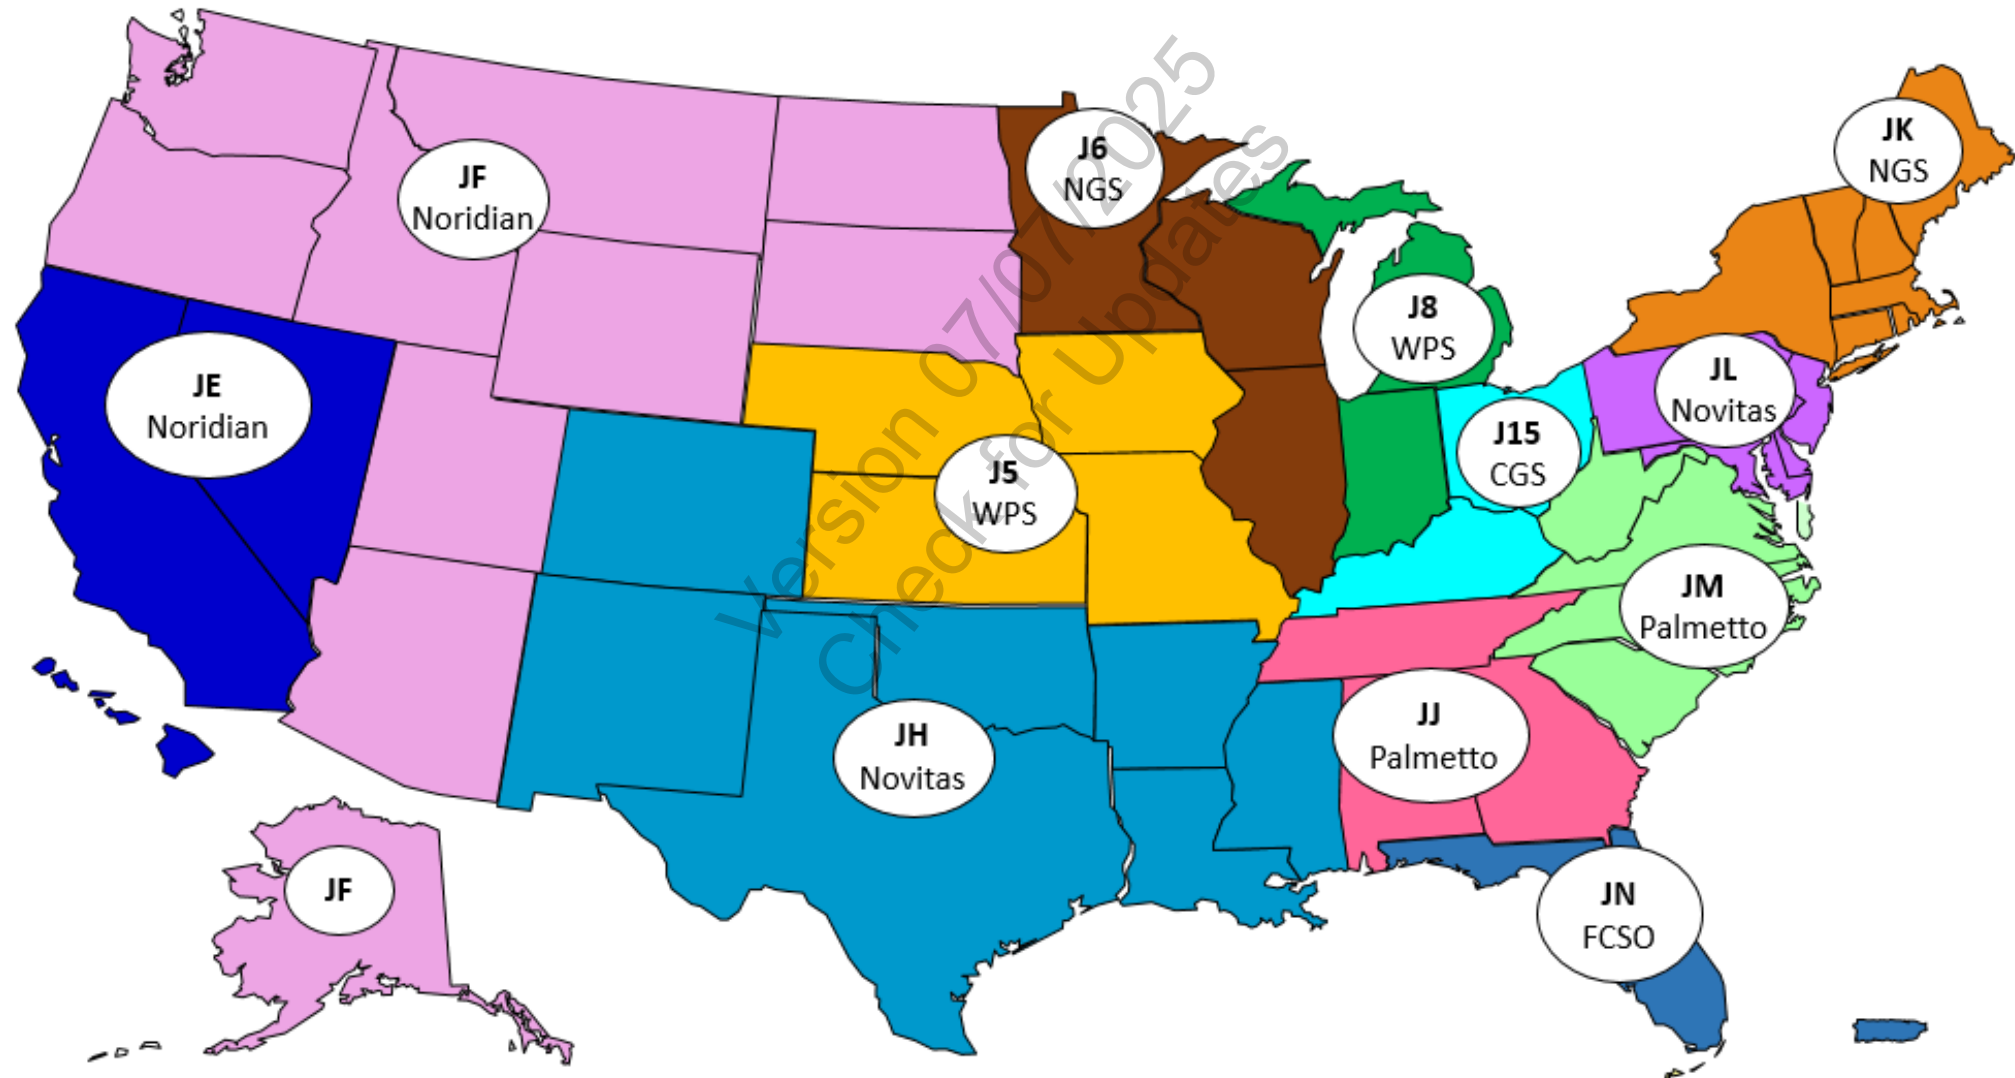 JF
Noridian
J6
NGS
JK
NGS
J8
WPS
JE
Noridian
JL
Novitas
J15
CGS
J5
WPS
JM
Palmetto
JH
Novitas
JJ
Palmetto
JF
JN
FCSO
Version 07/07/2025
Check for Updates